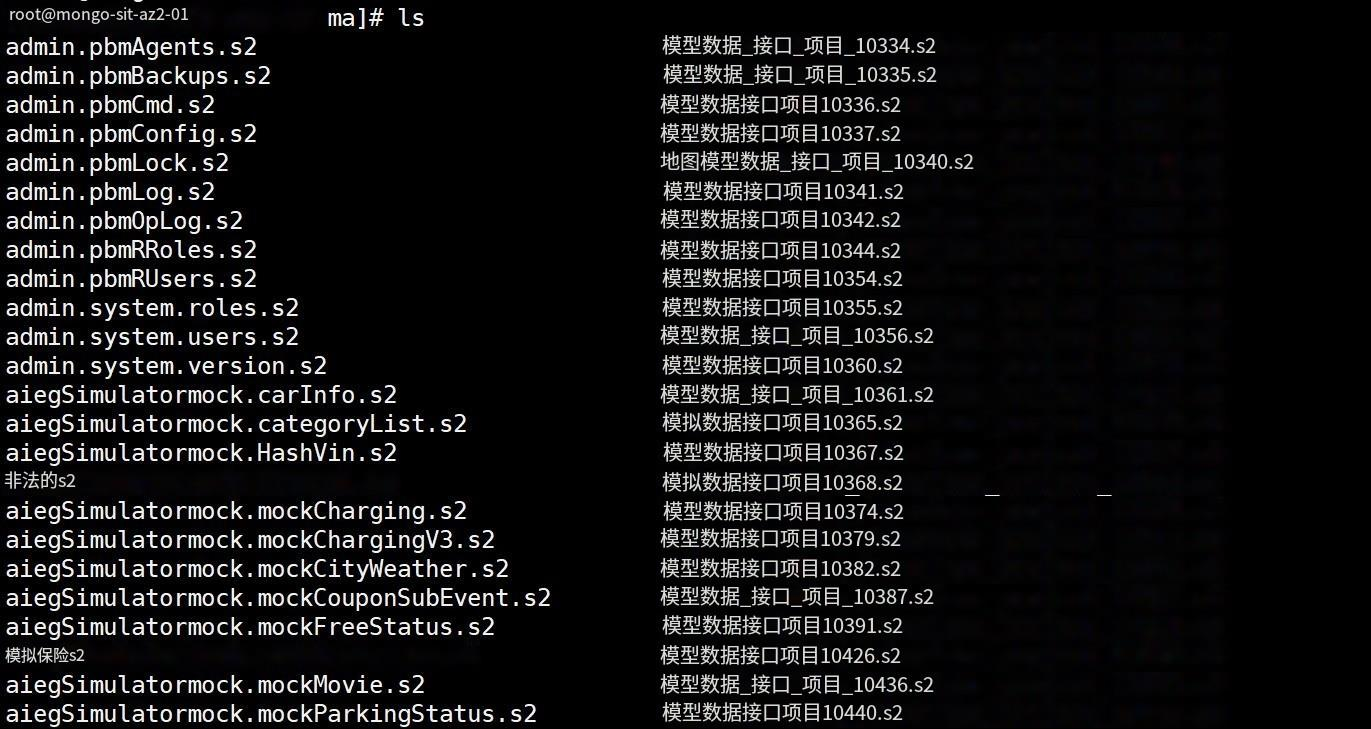 root@mongo-sit-az2-01 ma]# ls
admin.pbmAgents.s2 模型数据_接口_项目_10334.s2
admin.pbmBackups.s2 模型数据_接口_项目_10335.s2
admin.pbmCmd.s2 模型数据接口项目10336.s2
admin.pbmConfig.s2 模型数据接口项目10337.s2
admin.pbmLock.s2 地图模型数据_接口_项目_10340.s2
admin.pbmLog.s2 模型数据接口项目10341.s2
admin.pbmOpLog.s2 模型数据接口项目10342.s2
admin.pbmRRoles.s2 模型数据接口项目10344.s2
admin.pbmRUsers.s2 模型数据接口项目10354.s2
admin.system.roles.s2 模型数据接口项目10355.s2
admin.system.users.s2 模型数据_接口_项目_10356.s2
admin.system.version.s2 模型数据接口项目10360.s2
aiegSimulatormock.carInfo.s2 模型数据_接口_项目_10361.s2
aiegSimulatormock.categoryList.s2 模拟数据接口项目10365.s2
aiegSimulatormock.HashVin.s2 模型数据接口项目10367.s2
非法的s2 模拟数据接口项目10368.s2
aiegSimulatormock.mockCharging.s2 模型数据接口项目10374.s2
aiegSimulatormock.mockChargingV3.s2 模型数据接口项目10379.s2
aiegSimulatormock.mockCityWeather.s2 模型数据接口项目10382.s2
aiegSimulatormock.mockCouponSubEvent.s2 模型数据_接口_项目_10387.s2
aiegSimulatormock.mockFreeStatus.s2 模型数据接口项目10391.s2
模拟保险s2 模型数据接口项目10426.s2
aiegSimulatormock.mockMovie.s2 模型数据_接口_项目_10436.s2
aiegSimulatormock.mockParkingStatus.s2 模型数据接口项目10440.s2